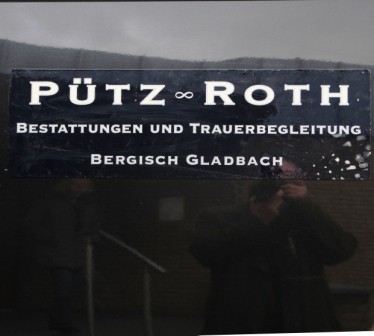 PÜTZ ∞ ROTH
BESTATTUNGEN UND TRAUERBEGLEITUNG
BERGISCH GLADBACH